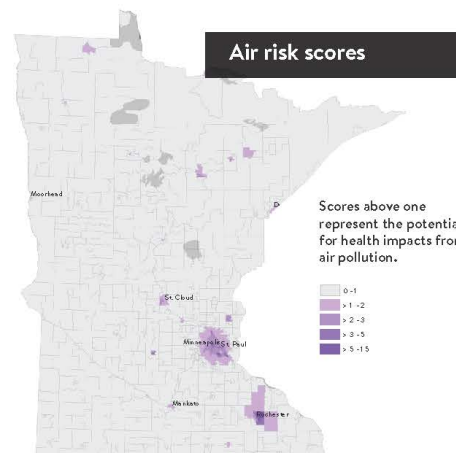 Air risk scores
Moorhead
D
Scores above one
represent the potentia
for health impacts from
air pollution.
0 -1
> 1 -2
> 2 -3
> 3 -5
> 5 -15
St. Cloud
Minneapolis St. Paul
Mankato
Rochester